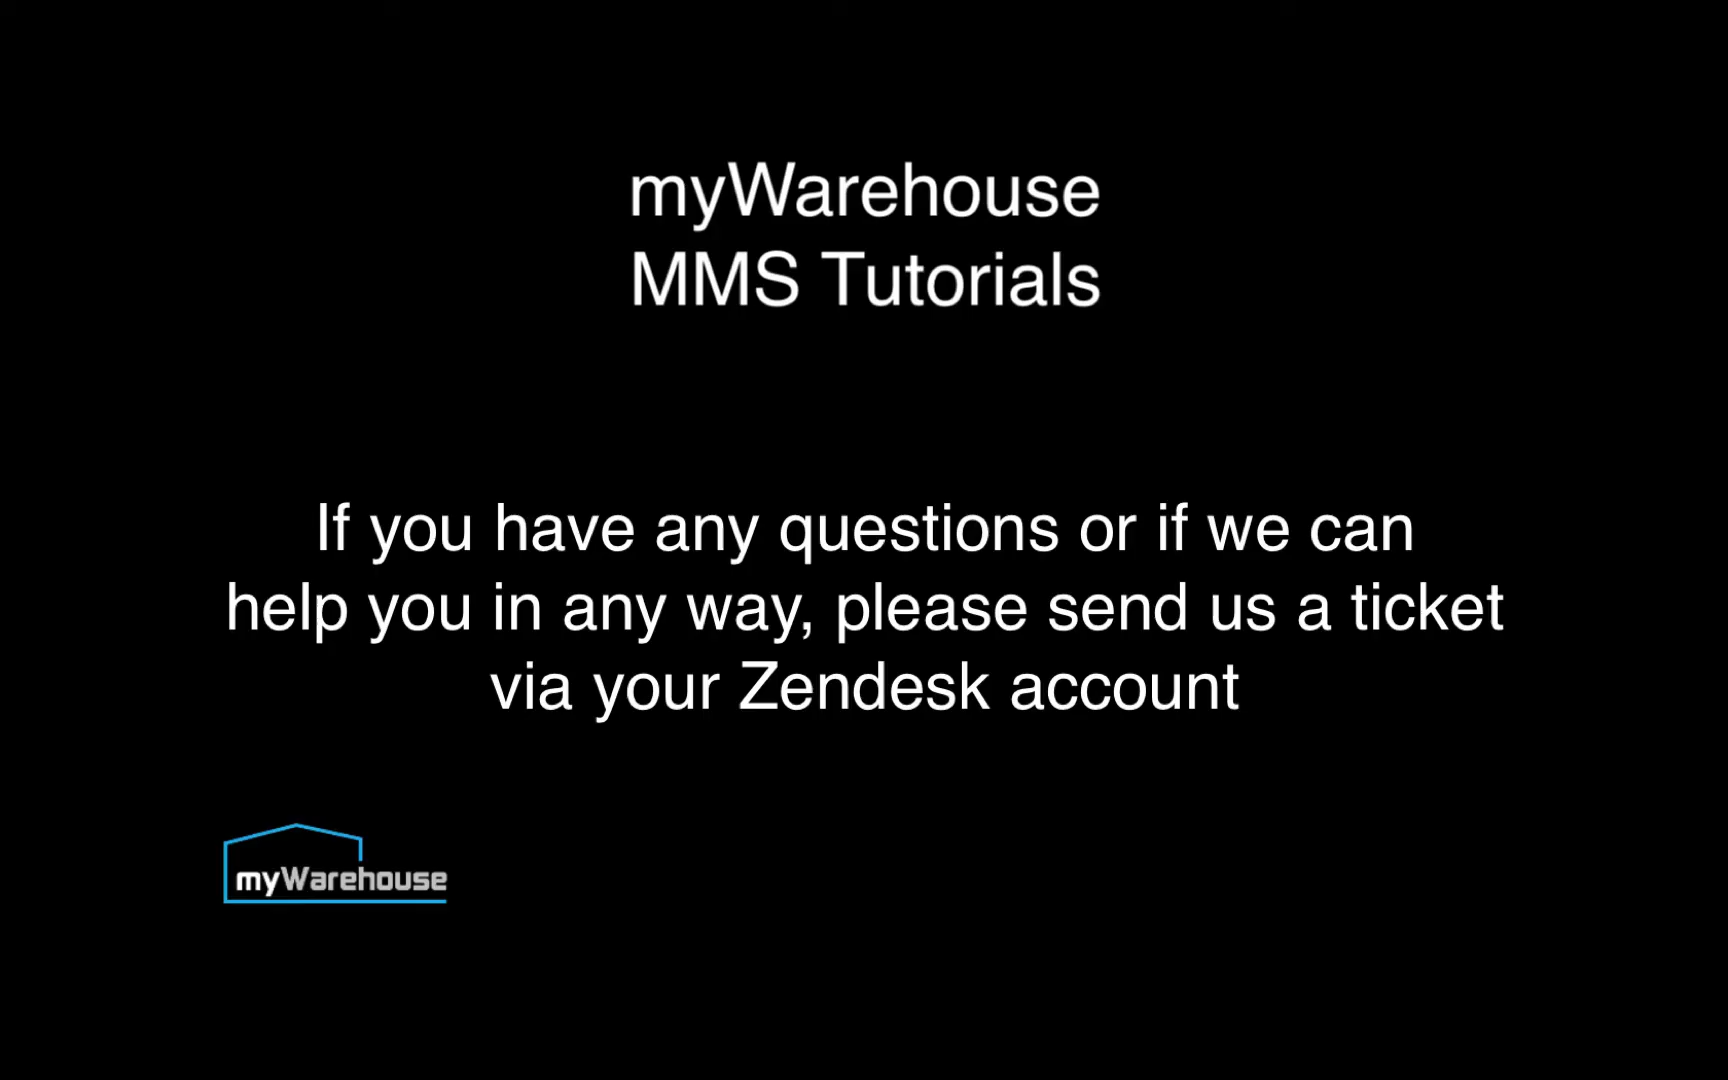 myWarehouse
MMS Tutorials
If you have any questions or if we can
help you in any way, please send us a ticket
via your Zendesk account
myWarehouse